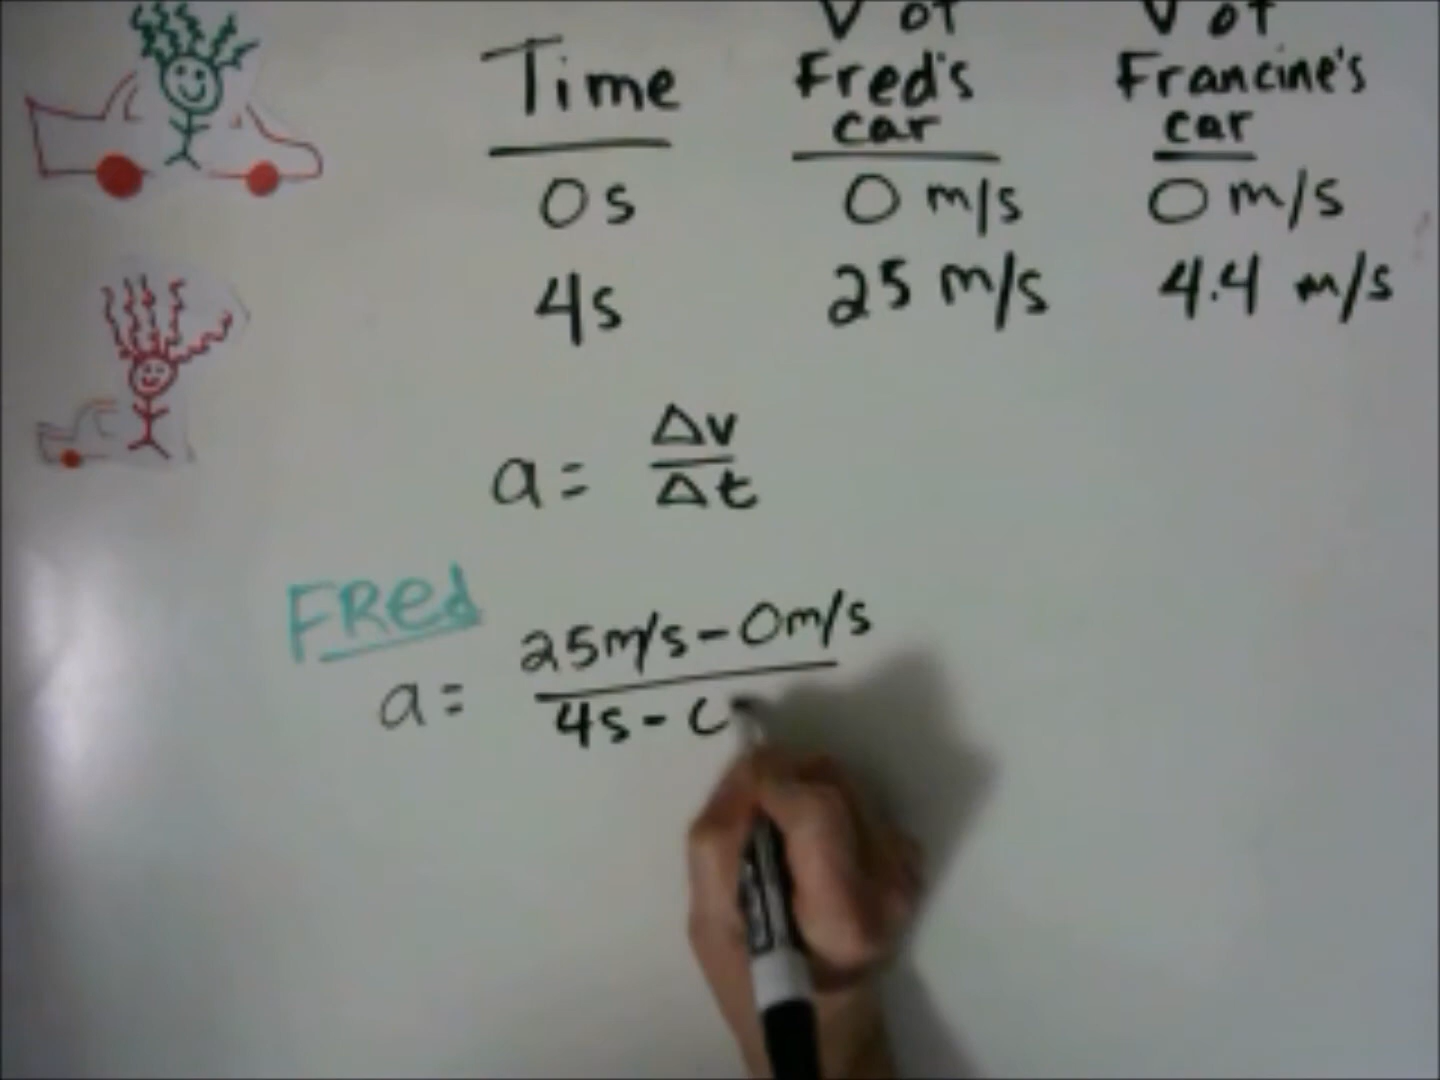 Time
V of Fred's car
V of Francine's car
0s 0 m/s 0 m/s
4s 25 m/s 4.4 m/s
a = Δv
Δt
FRed
a = 25m/s - 0m/s
4s -